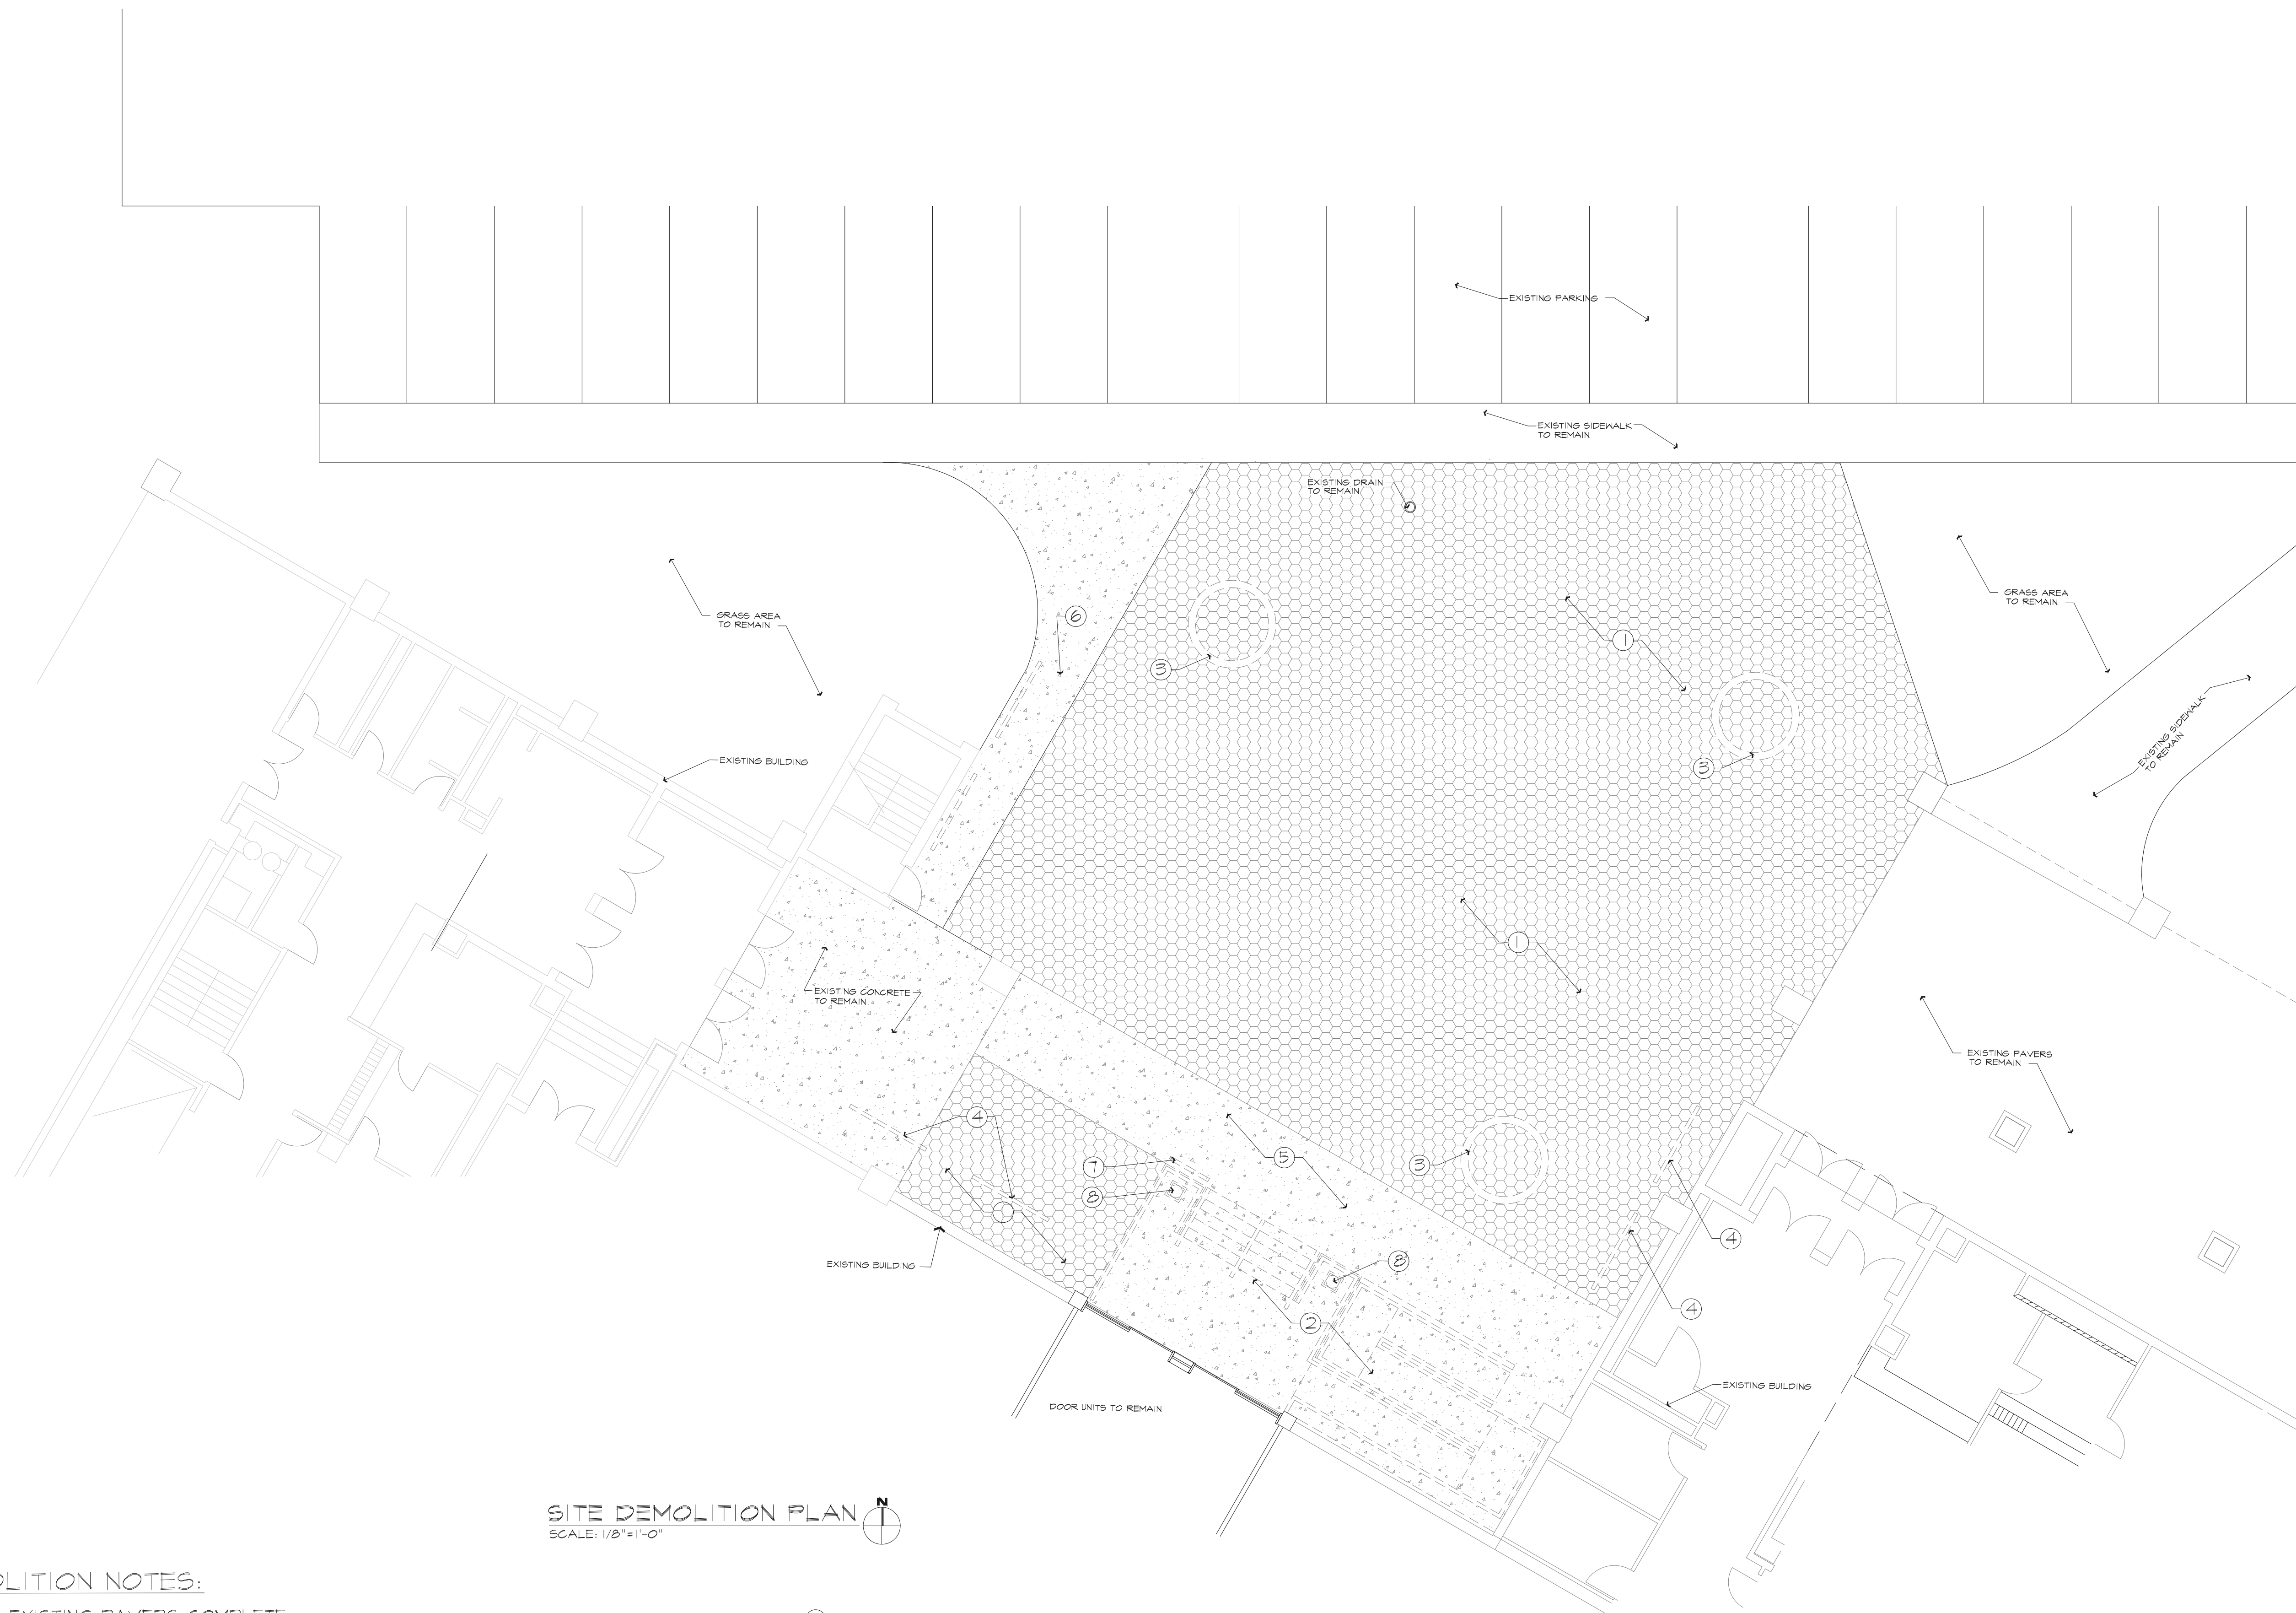 EXISTING PARKING
EXISTING SIDEWALK
TO REMAIN
EXISTING DRAIN
TO REMAIN
GRASS AREA
TO REMAIN
6
3
1
GRASS AREA
TO REMAIN
EXISTING SIDEWALK
TO REMAIN
3
EXISTING BUILDING
1
EXISTING CONCRETE
TO REMAIN
EXISTING PAVERS
TO REMAIN
4
7
5
3
8
1
4
EXISTING BUILDING
8
4
2
EXISTING BUILDING
DOOR UNITS TO REMAIN
SITE DEMOLITION PLAN
N
SCALE: 1/8"=1'-0"
OLITION NOTES:
EXISTING PAVERS COMPLETE